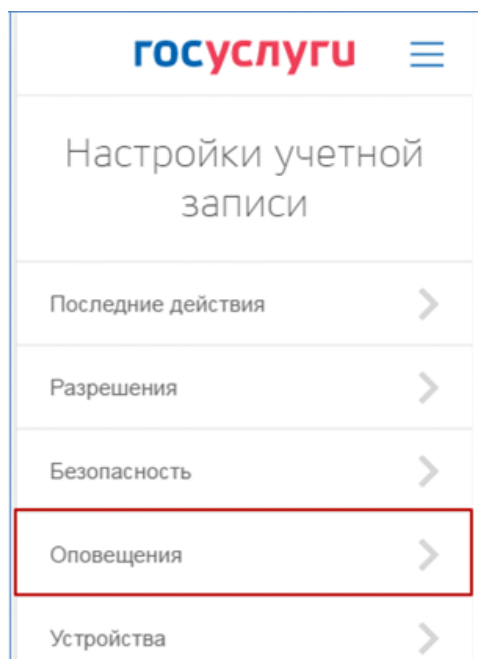 госуслуги
Настройки учетной
записи
Последние действия
Разрешения
Безопасность
Оповещения
Устройства